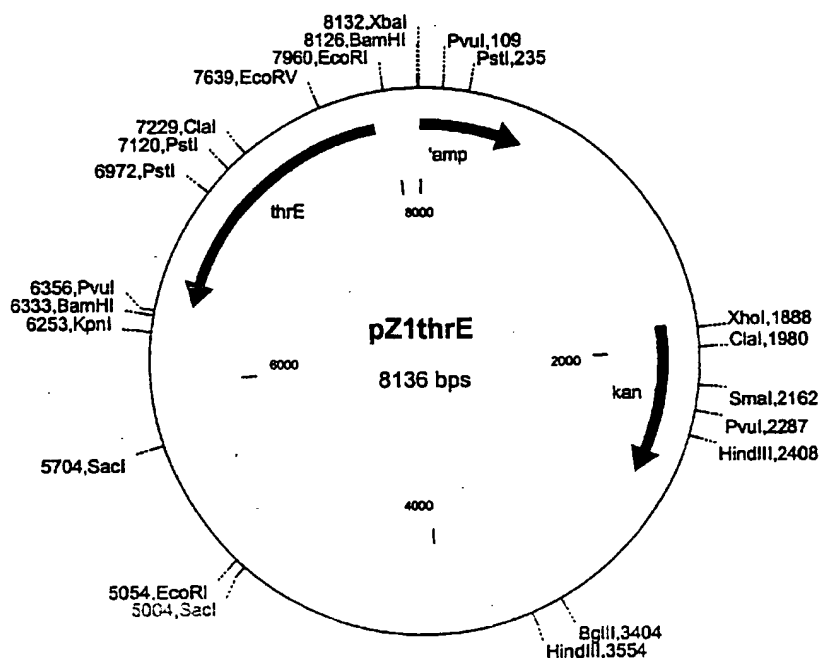 8132,XbaI
8126,BamHI
7960,EcoRI
7639,EcoRV
7229,ClaI
7120,PstI
6972,PstI
6356,PvuI
6333,BamHI
6253,KpnI
5704,SacI
5054,EcoRI
5004,SacI
PvuI,109
PstI,235
XhoI,1888
ClaI,1980
SmaI,2162
PvuI,2287
HindIII,2408
BglII,3404
HindIII,3554
'amp
thrE
kan
8000
2000
4000
6000
pZ1thrE
8136 bps